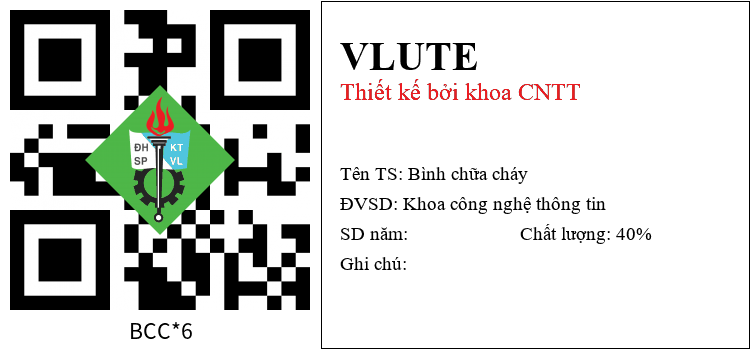 ĐH KT
SP VL
BCC*6
VLUTE
Thiết kế bởi khoa CNTT
Tên TS: Bình chữa cháy
ĐVSD: Khoa công nghệ thông tin
SD năm: Chất lượng: 40%
Ghi chú: